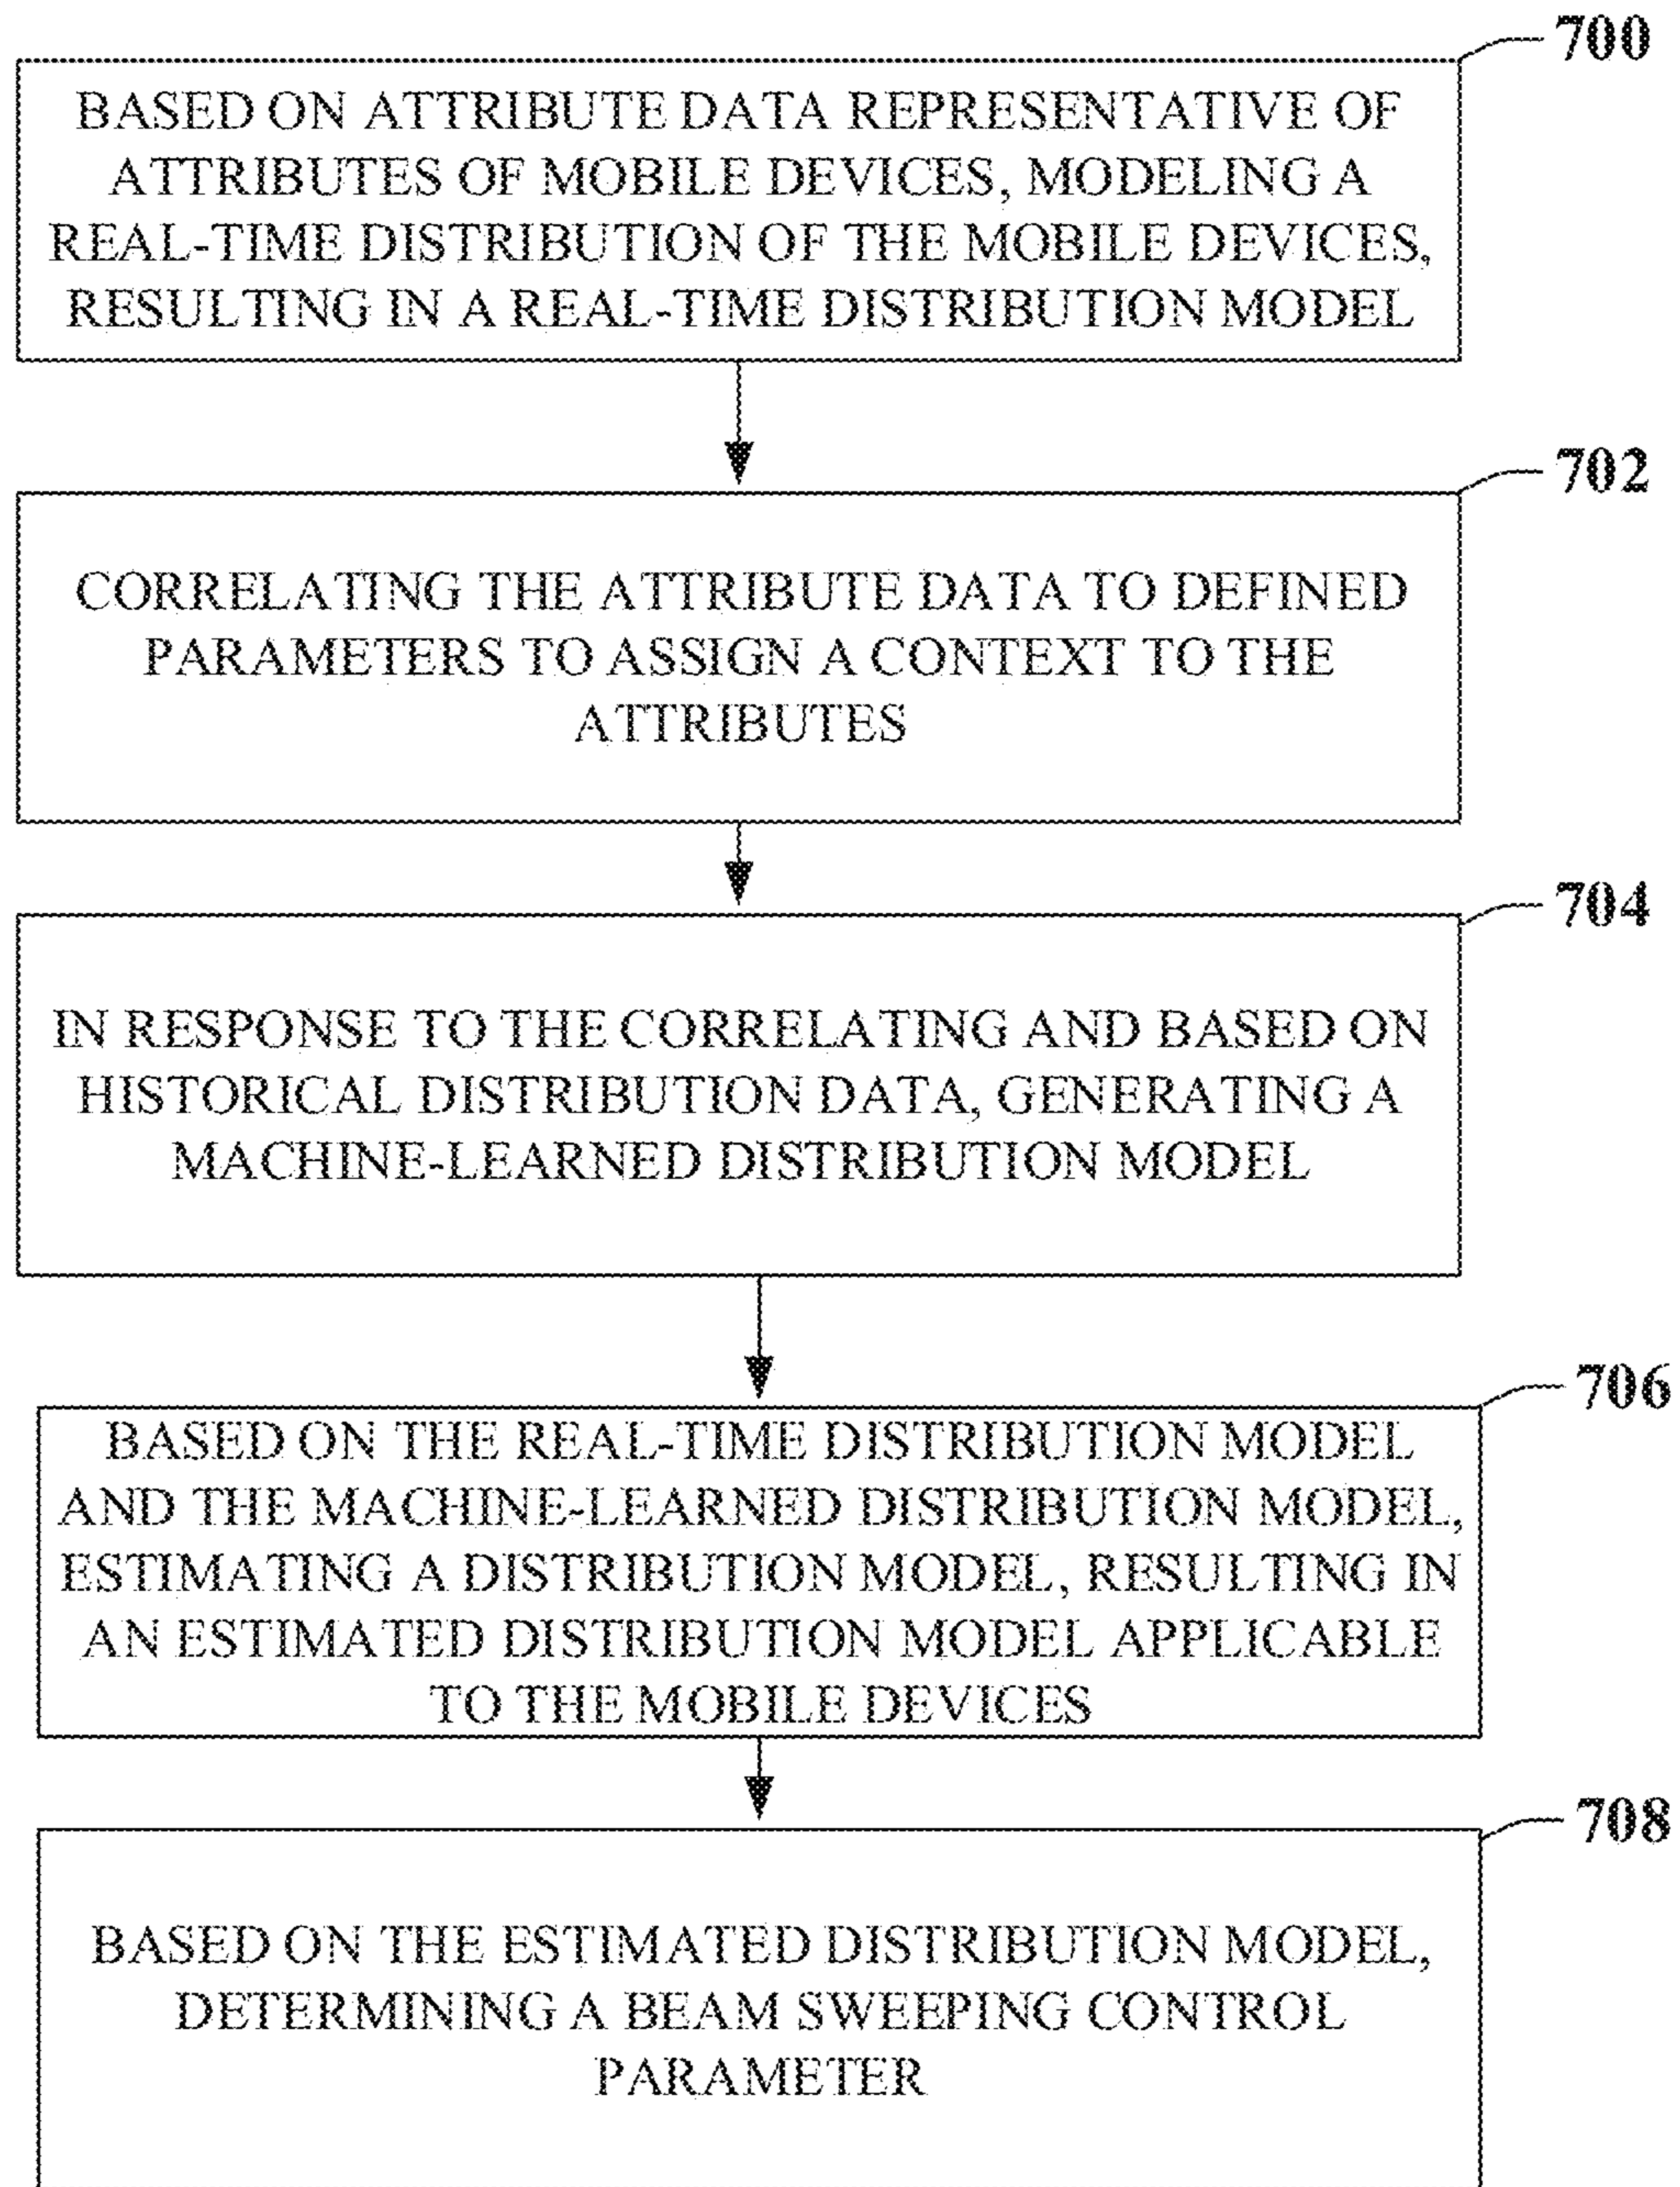 700
BASED ON ATTRIBUTE DATA REPRESENTATIVE OF
ATTRIBUTES OF MOBILE DEVICES, MODELING A
REAL-TIME DISTRIBUTION OF THE MOBILE DEVICES,
RESULTING IN A REAL-TIME DISTRIBUTION MODEL
702
CORRELATING THE ATTRIBUTE DATA TO DEFINED
PARAMETERS TO ASSIGN A CONTEXT TO THE
ATTRIBUTES
704
IN RESPONSE TO THE CORRELATING AND BASED ON
HISTORICAL DISTRIBUTION DATA, GENERATING A
MACHINE-LEARNED DISTRIBUTION MODEL
706
BASED ON THE REAL-TIME DISTRIBUTION MODEL
AND THE MACHINE-LEARNED DISTRIBUTION MODEL,
ESTIMATING A DISTRIBUTION MODEL, RESULTING IN
AN ESTIMATED DISTRIBUTION MODEL APPLICABLE
TO THE MOBILE DEVICES
708
BASED ON THE ESTIMATED DISTRIBUTION MODEL,
DETERMINING A BEAM SWEEPING CONTROL
PARAMETER